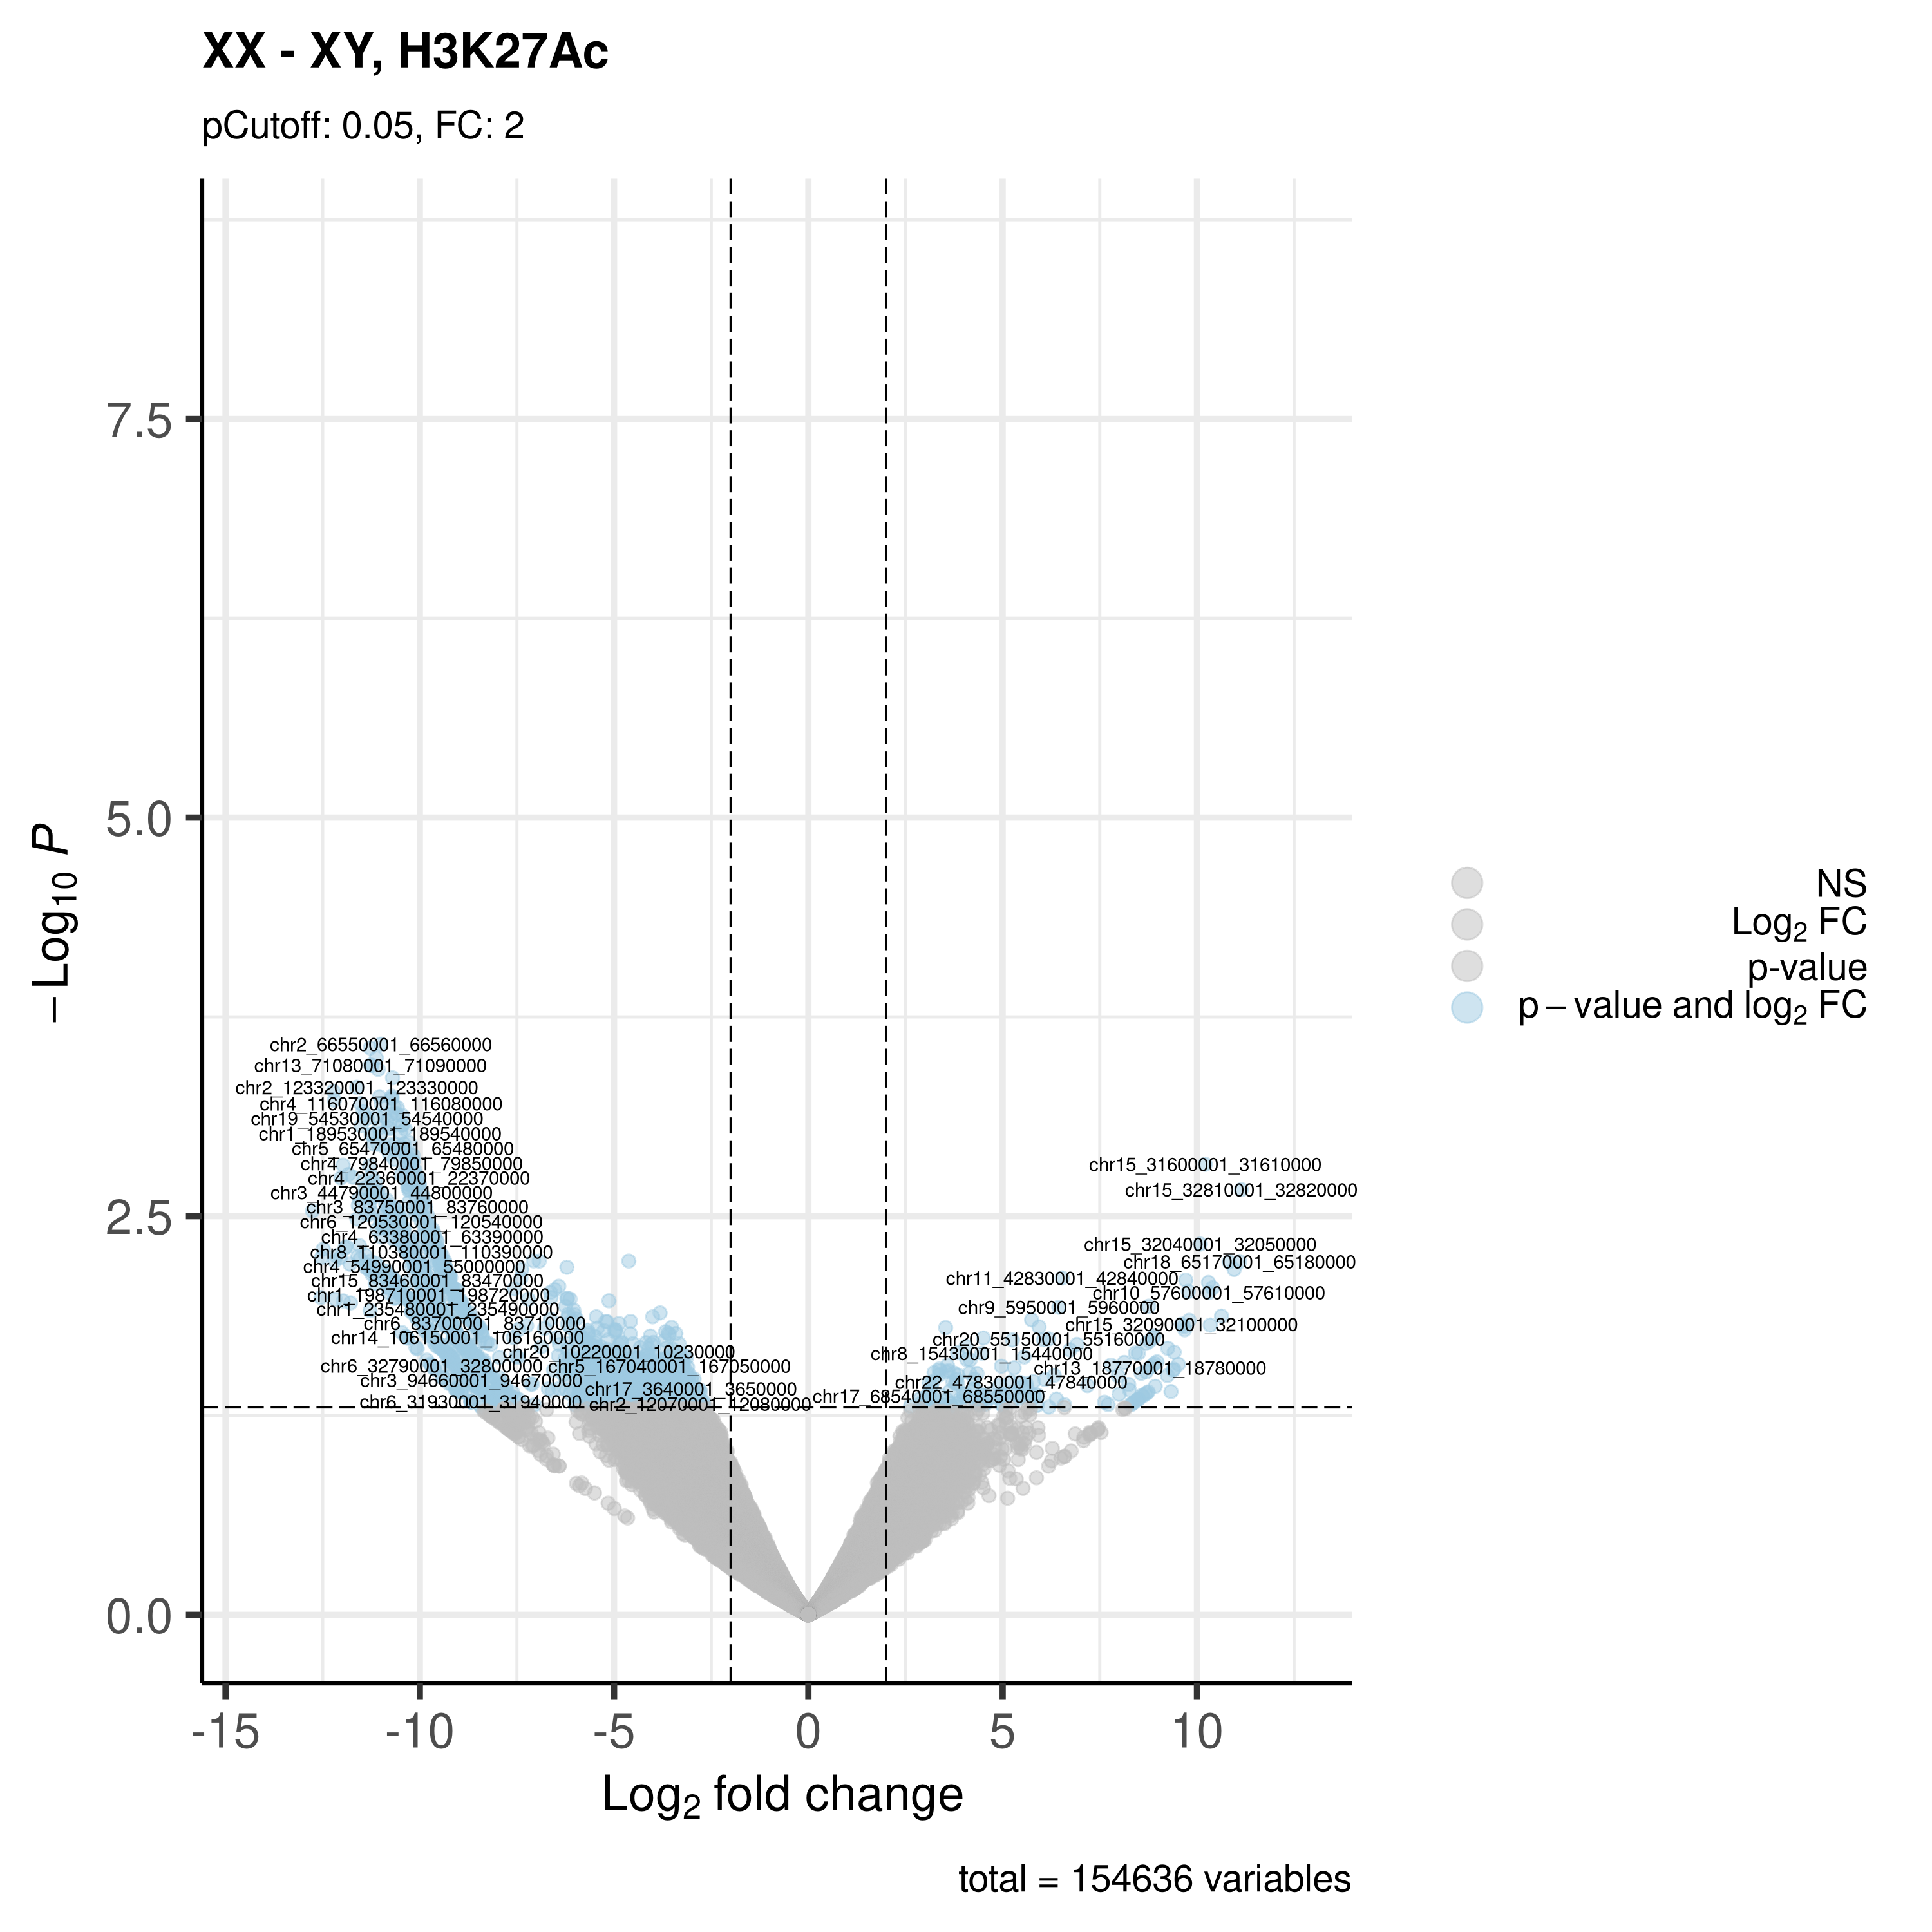 XX - XY, H3K27Ac
pCutoff: 0.05, FC: 2
7.5
5.0
2.5
0.0
−Log10 P
chr2_66550001_66560000
chr13_71080001_71090000
chr2_123320001_123330000
chr4_116070001_116080000
chr19_54530001_54540000
chr1_189530001_189540000
chr5_65470001_65480000
chr4_79840001_79850000
chr4_22360001_22370000
chr3_44790001_44800000
chr3_83750001_83760000
chr6_120530001_120540000
chr4_63380001_63390000
chr8_110380001_110390000
chr4_54990001_55000000
chr15_83460001_83470000
chr1_198710001_198720000
chr1_235480001_235490000
chr6_83700001_83710000
chr14_106150001_106160000
chr20_10220001_10230000
chr6_32790001_32800000
chr5_167040001_167050000
chr3_94660001_94670000
chr17_3640001_3650000
chr6_31930001_31940000
chr2_12070001_12080000
chr15_31600001_31610000
chr15_32810001_32820000
chr15_32040001_32050000
chr18_65170001_65180000
chr11_42830001_42840000
chr10_57600001_57610000
chr9_5950001_5960000
chr15_32090001_32100000
chr20_55150001_55160000
chr8_15430001_15440000
chr13_18770001_18780000
chr22_47830001_47840000
chr17_68540001_68550000
NS
Log2 FC
p-value
p − value and log2 FC
-15 -10 -5 0 5 10
Log2 fold change
total = 154636 variables